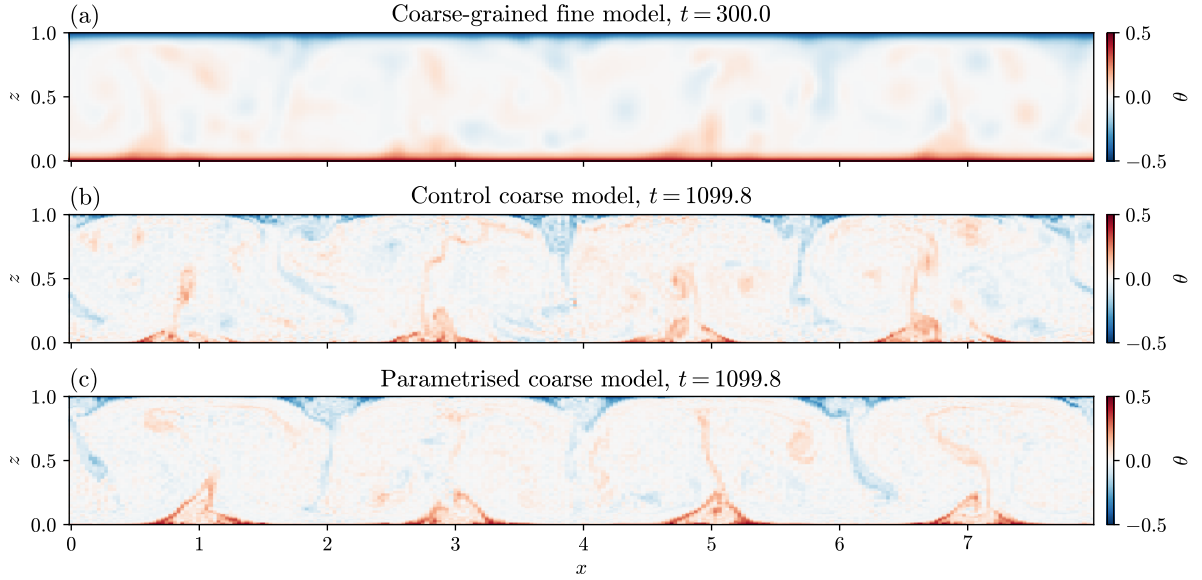 (a) Coarse-grained fine model, t = 300.0
1.0
z 0.5
0.0
0.5
0.0 θ
−0.5
(b) Control coarse model, t = 1099.8
1.0
z 0.5
0.0
0.5
0.0 θ
−0.5
(c) Parametrised coarse model, t = 1099.8
1.0
z 0.5
0.0
0.5
0.0 θ
−0.5
0 1 2 3 4 5 6 7
x